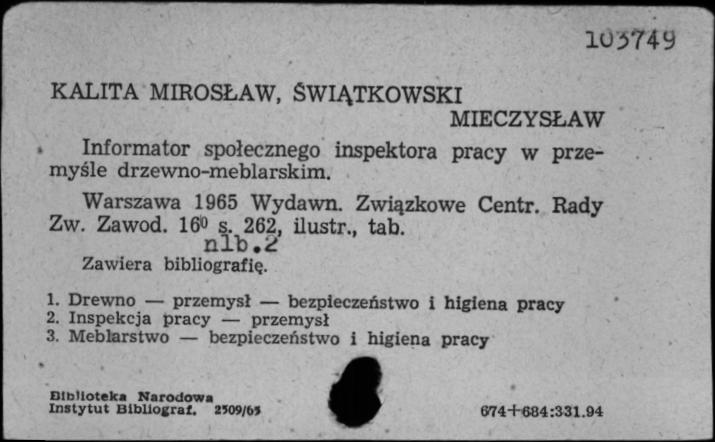 103749
KALITA MIROSŁAW, ŚWIĄTKOWSKI
MIECZYSŁAW
Informator społecznego inspektora pracy w prze-
myśle drzewno-meblarskim.
Warszawa 1965 Wydawn. Związkowe Centr. Rady
Zw. Zawod. 16⁰ s. 262, ilustr., tab.
nlb.2
Zawiera bibliografię.
1. Drewno — przemysł — bezpieczeństwo i higiena pracy
2. Inspekcja pracy — przemysł
3. Meblarstwo — bezpieczeństwo i higiena pracy
Biblioteka Narodowa
Instytut Bibliograf. 2509/65 674+684:331.94